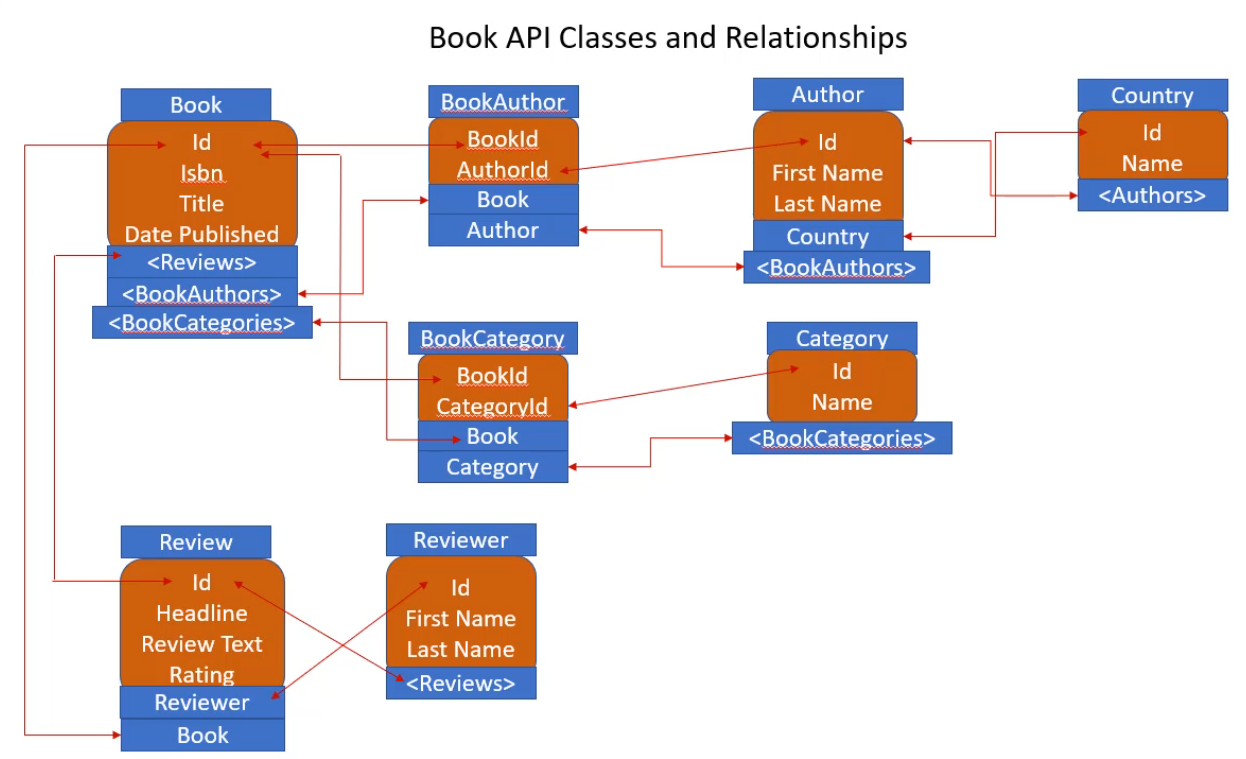 Book API Classes and Relationships
Book
Id
Isbn
Title
Date Published
<Reviews>
<BookAuthors>
<BookCategories>
BookAuthor
BookId
AuthorId
Book
Author
Author
Id
First Name
Last Name
Country
<BookAuthors>
Country
Id
Name
<Authors>
BookCategory
BookId
CategoryId
Book
Category
Category
Id
Name
<BookCategories>
Review
Id
Headline
Review Text
Rating
Reviewer
Book
Reviewer
Id
First Name
Last Name
<Reviews>